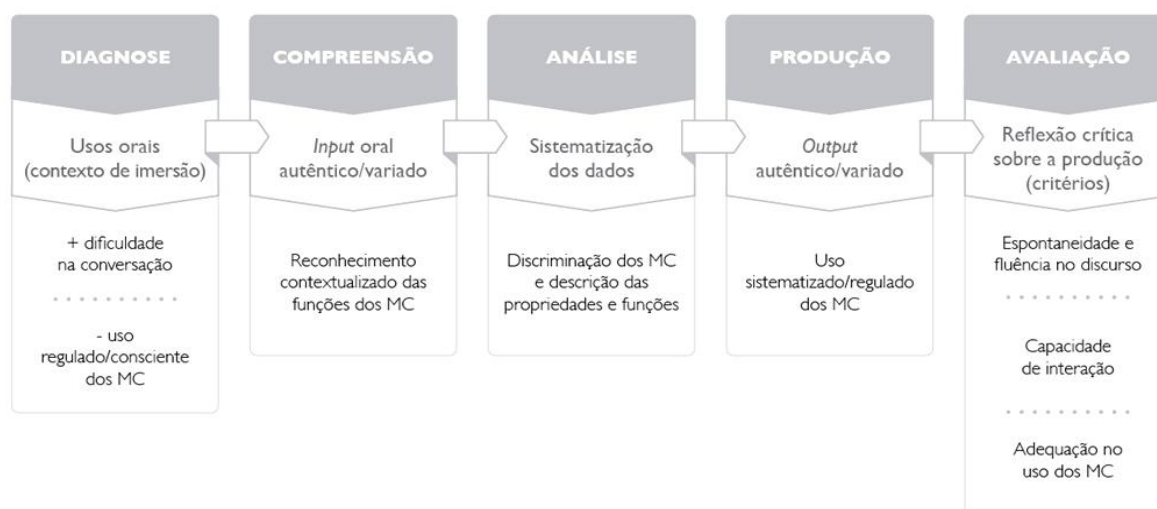 DIAGNOSE
Usos orais
(contexto de imersão)
+ dificuldade
na conversação
- uso
regulado/consciente
dos MC
COMPREENSÃO
Input oral
autêntico/variado
Reconhecimento
contextualizado das
funções dos MC
ANÁLISE
Sistematização
dos dados
Discriminação dos MC
e descrição das
propriedades e funções
PRODUÇÃO
Output
autêntico/variado
Uso
sistematizado/regulado
dos MC
AVALIAÇÃO
Reflexão crítica
sobre a produção
(critérios)
Espontaneidade e
fluência no discurso
Capacidade
de interação
Adequação no
uso dos MC